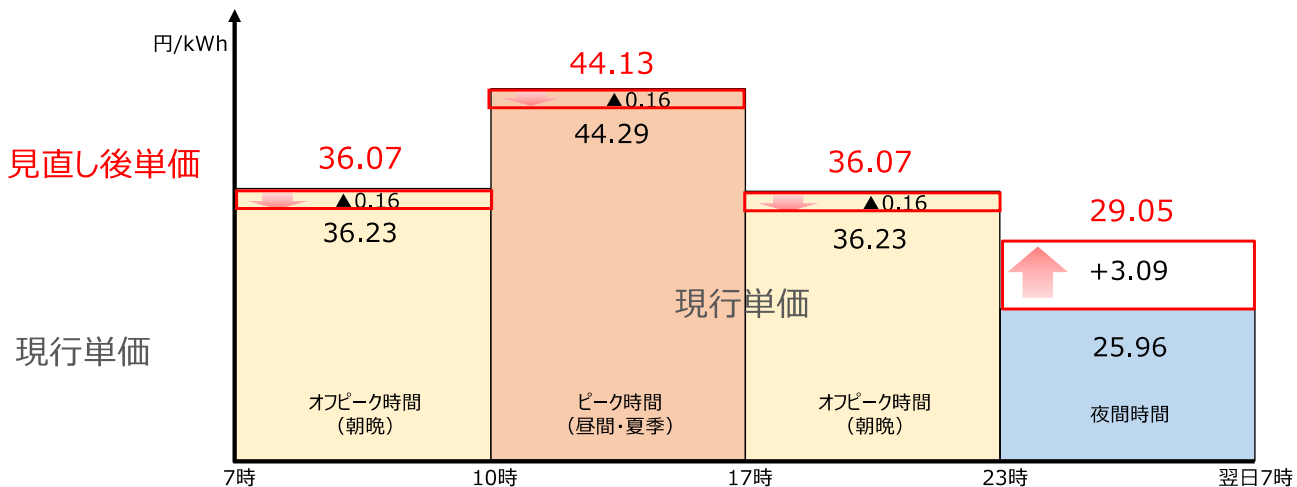 円/kWh
44.13
▲0.16
44.29
見直し後単価
36.07
▲0.16
36.23
36.07
▲0.16
36.23
29.05
+3.09
25.96
現行単価
現行単価
オフピーク時間
（朝晩）
ピーク時間
（昼間・夏季）
オフピーク時間
（朝晩）
夜間時間
7時
10時
17時
23時
翌日7時